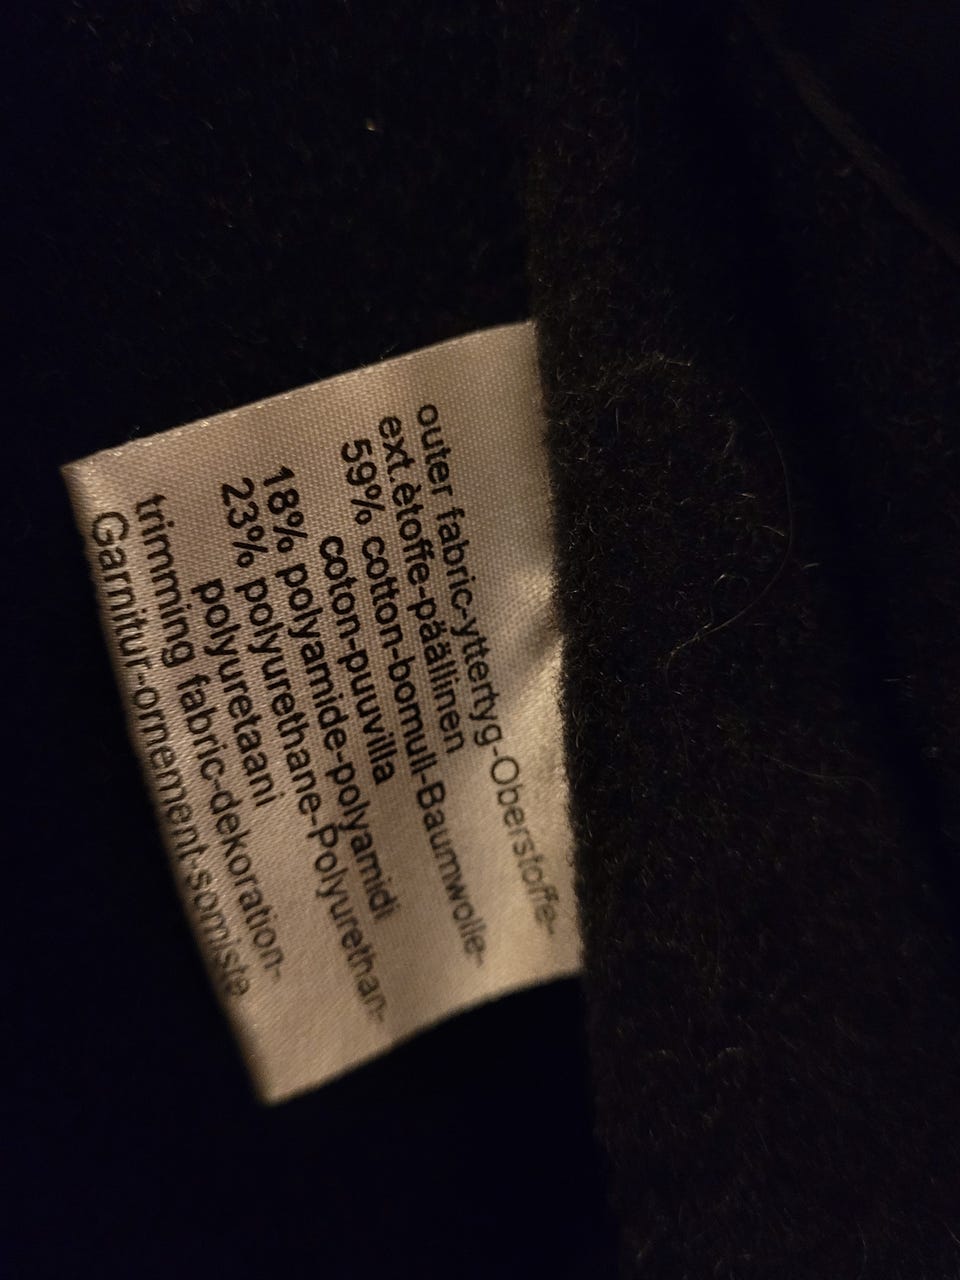 outer fabric-yttertyg-Oberstoffe-
ext.ètoffe-päällinen
59% cotton-bomull-Baumwolle-
coton-puuvilla
18% polyamide-polyamidi
23% polyurethane-Polyurethan-
polyuretaani
trimming fabric-dekoration-
Garnitur-ornement-somiste